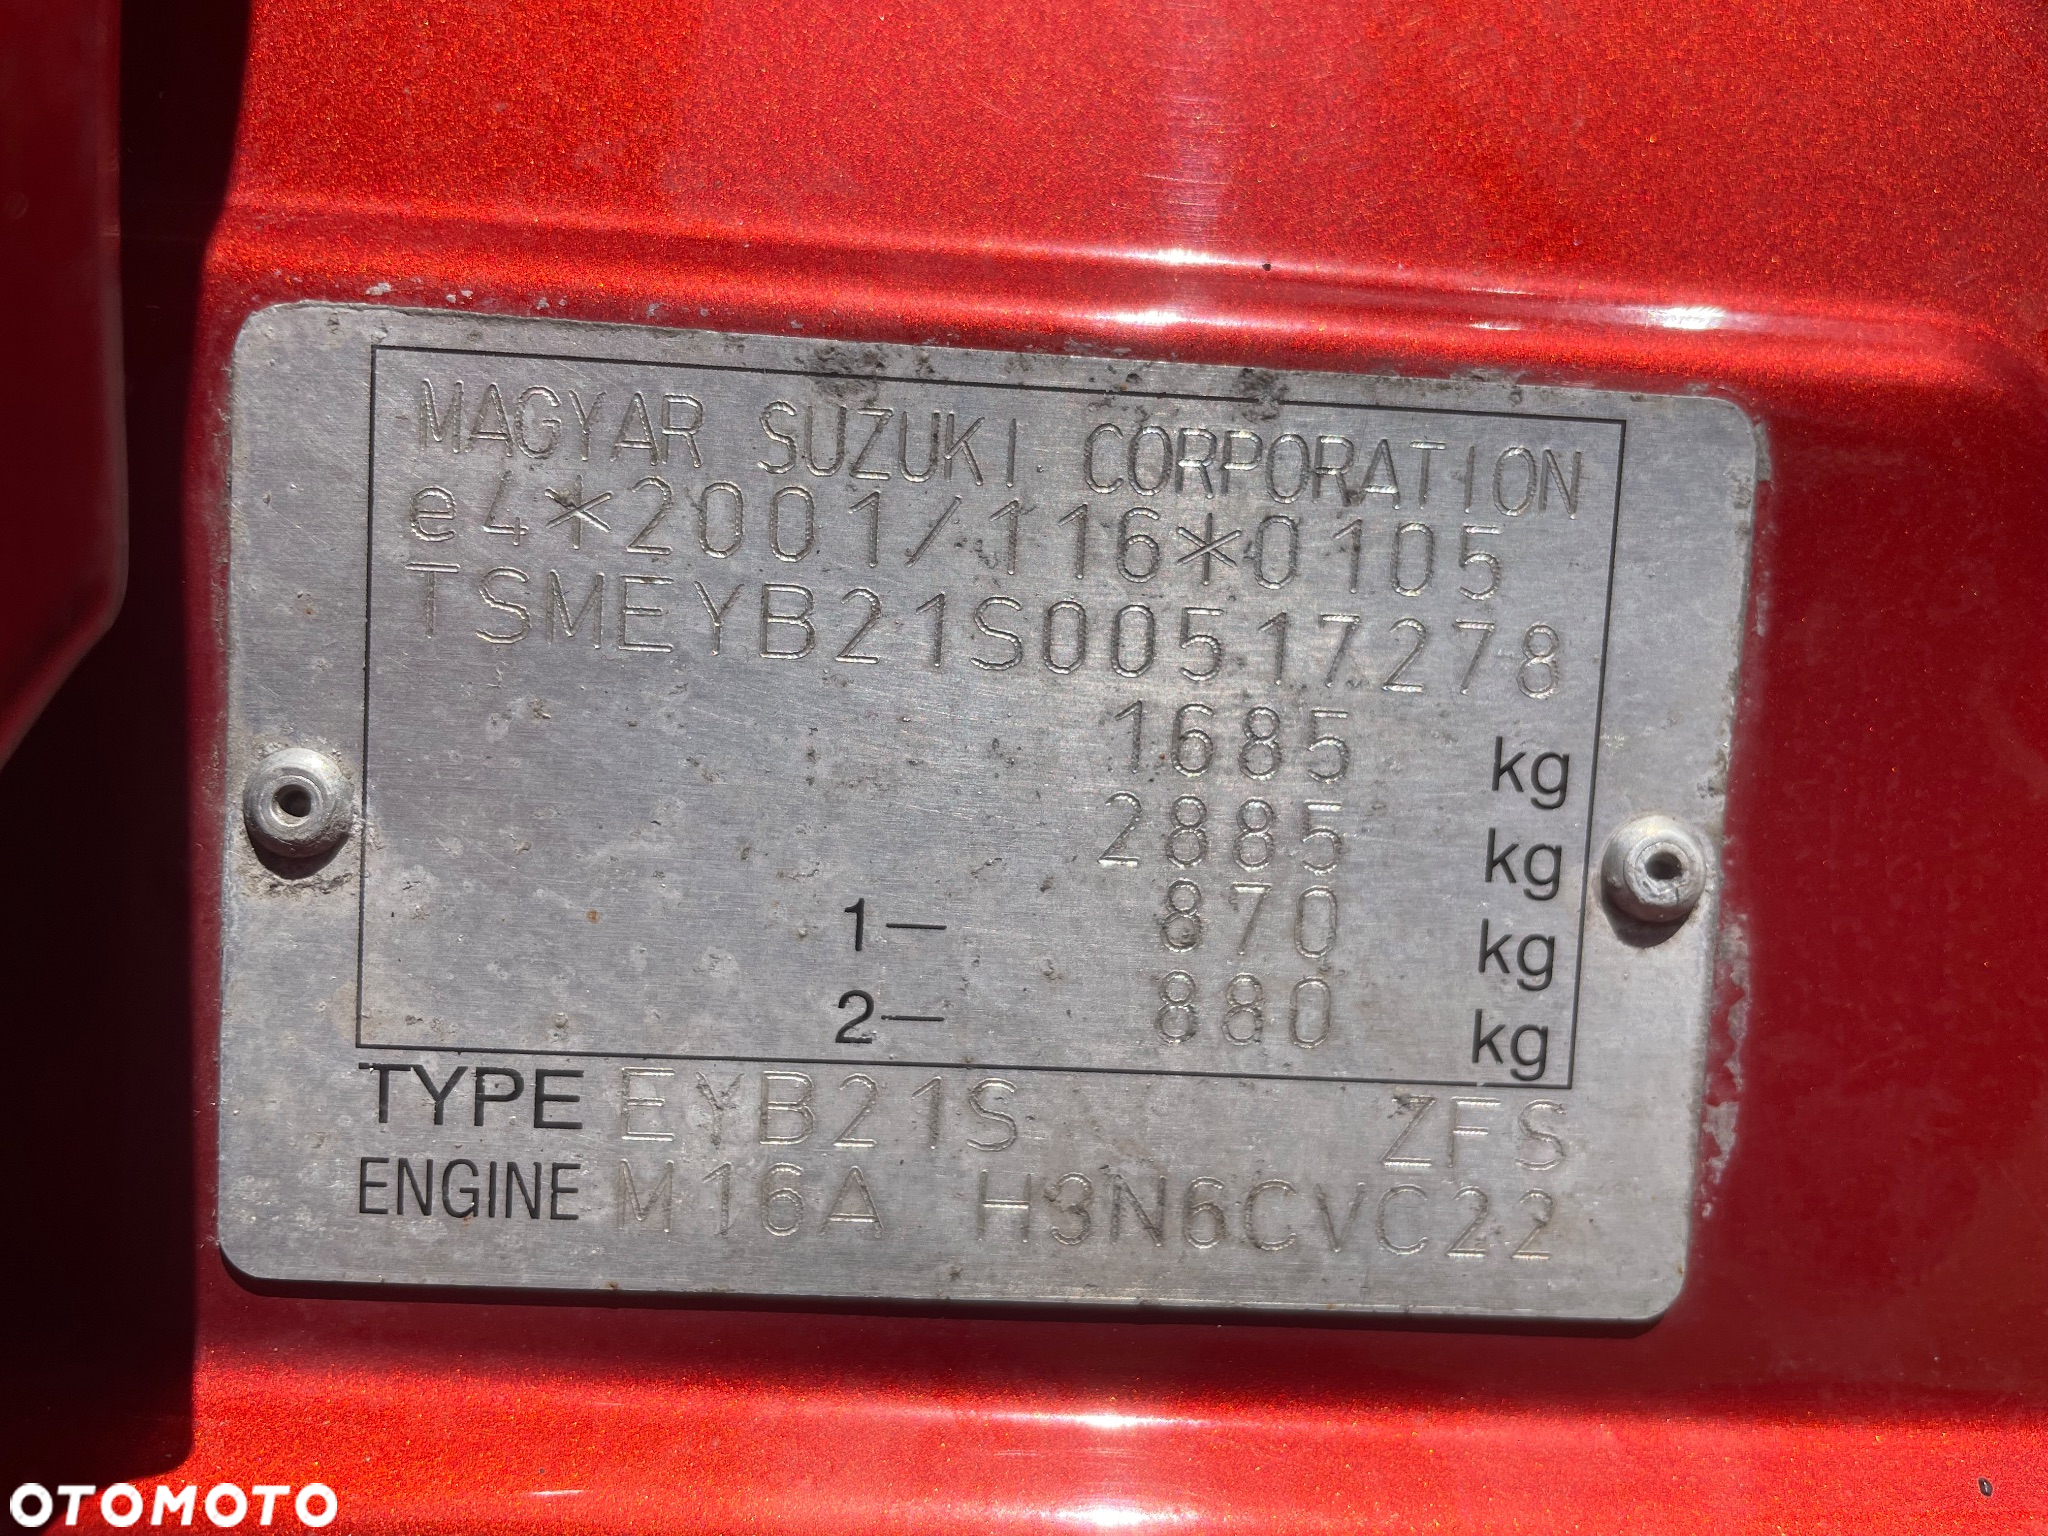 MAGYAR SUZUKI CORPORATION
e4*2001/116*0105
TSMEYB21S00517278
1685 kg
2885 kg
1- 870 kg
2- 880 kg
TYPE EYB21S ZFS
ENGINE M16A H3N6CVC22
OTOMOTO